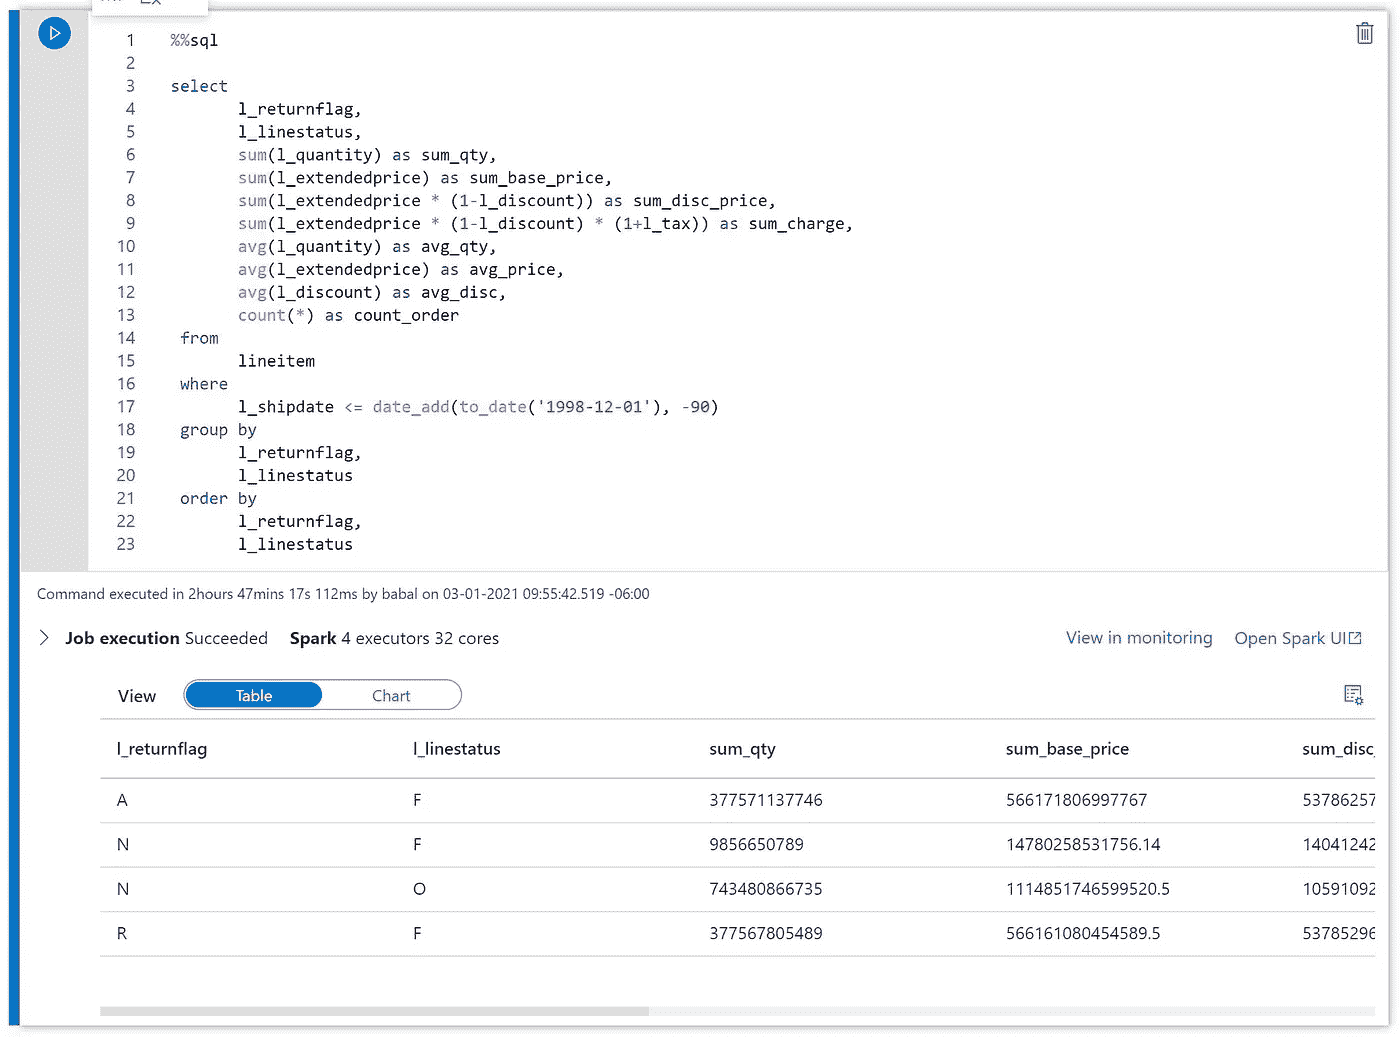 1 %%sql
2
3 select
4 l_returnflag,
5 l_linestatus,
6 sum(l_quantity) as sum_qty,
7 sum(l_extendedprice) as sum_base_price,
8 sum(l_extendedprice * (1-l_discount)) as sum_disc_price,
9 sum(l_extendedprice * (1-l_discount) * (1+l_tax)) as sum_charge,
10 avg(l_quantity) as avg_qty,
11 avg(l_extendedprice) as avg_price,
12 avg(l_discount) as avg_disc,
13 count(*) as count_order
14 from
15 lineitem
16 where
17 l_shipdate <= date_add(to_date('1998-12-01'), -90)
18 group by
19 l_returnflag,
20 l_linestatus
21 order by
22 l_returnflag,
23 l_linestatus
Command executed in 2hours 47mins 17s 112ms by babal on 03-01-2021 09:55:42.519 -06:00
Job execution Succeeded Spark 4 executors 32 cores View in monitoring Open Spark UI
View Table Chart
l_returnflag l_linestatus sum_qty sum_base_price sum_disc_
A F 377571137746 566171806997767 53786257
N F 9856650789 14780258531756.14 14041242
N O 743480866735 1114851746599520.5 10591092
R F 377567805489 566161080454589.5 53785296